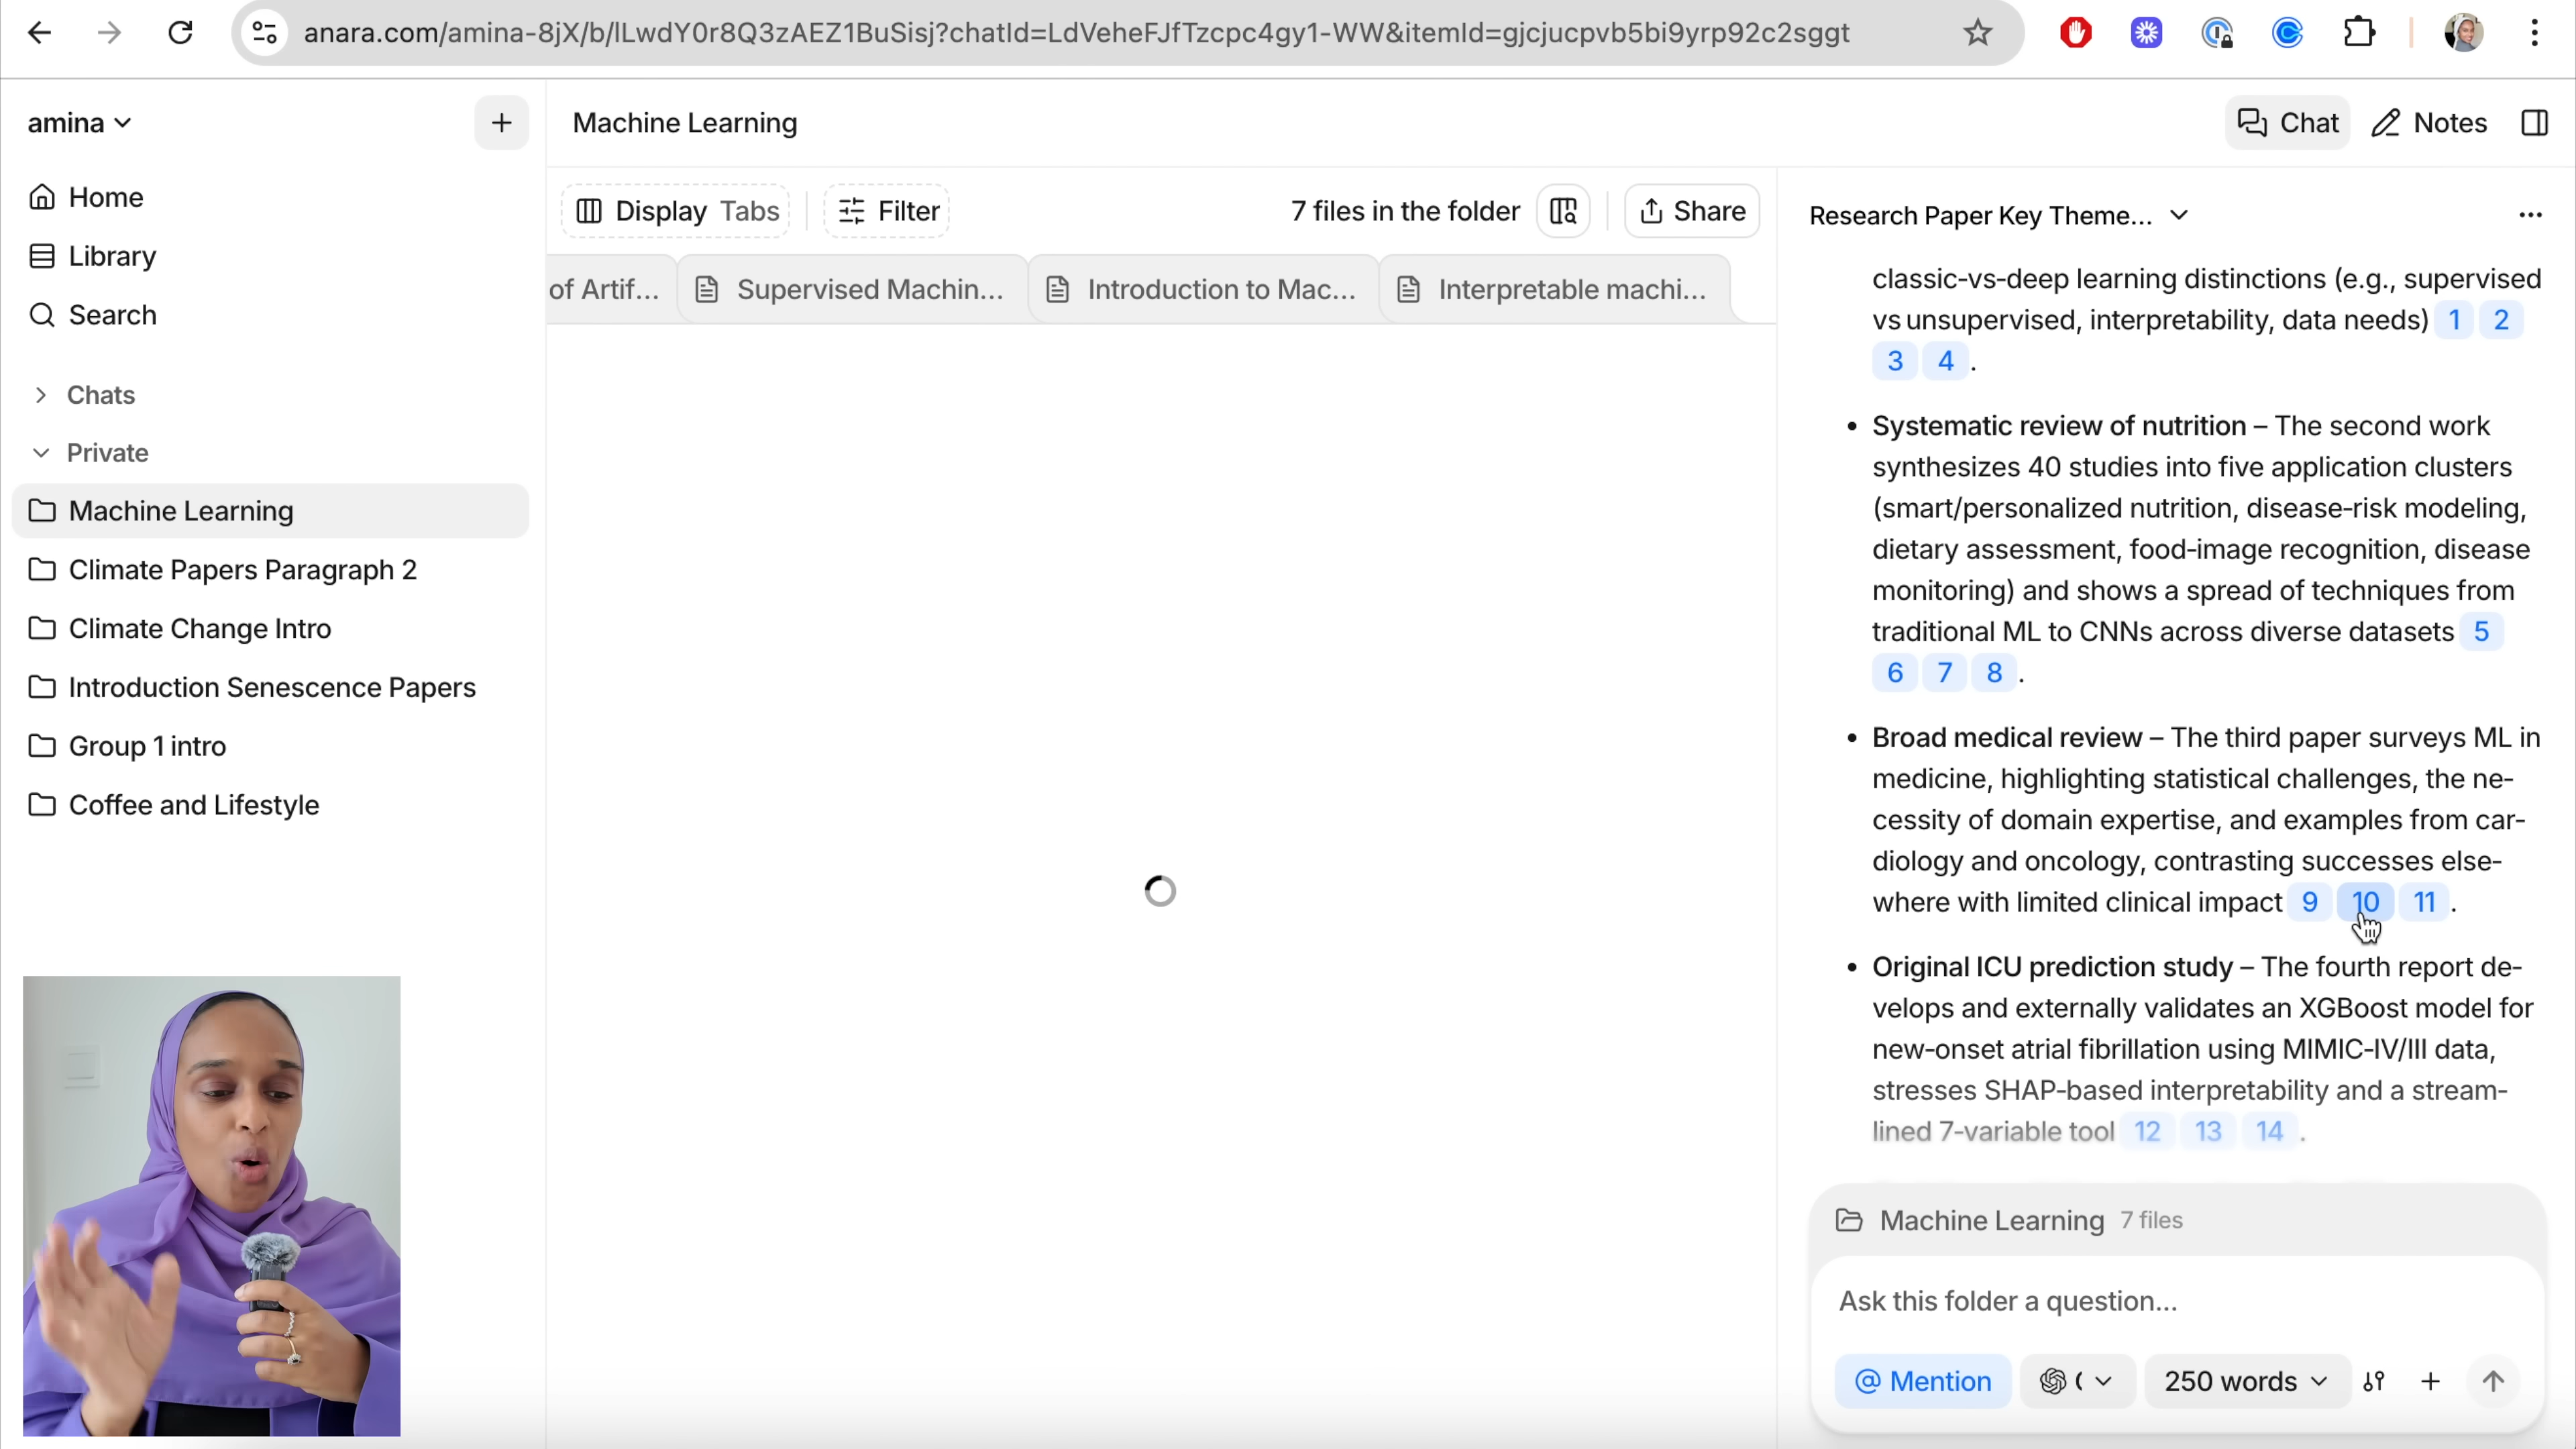 anara.com/amina-8jX/b/lLwdY0r8Q3zAEZ1BuSisj?chatId=LdVeheFJfTzcpc4gy1-WW&itemId=gjcjucpvb5bi9yrp92c2sggt
amina
Home
Library
Search
Chats
Private
Machine Learning
Climate Papers Paragraph 2
Climate Change Intro
Introduction Senescence Papers
Group 1 intro
Coffee and Lifestyle
Machine Learning
Chat
Notes
Display Tabs
Filter
7 files in the folder
Share
of Artif...
Supervised Machin...
Introduction to Mac...
Interpretable machi...
Research Paper Key Theme...
classic-vs-deep learning distinctions (e.g., supervised
vs unsupervised, interpretability, data needs) 1 2
3 4 .
• Systematic review of nutrition – The second work
synthesizes 40 studies into five application clusters
(smart/personalized nutrition, disease-risk modeling,
dietary assessment, food-image recognition, disease
monitoring) and shows a spread of techniques from
traditional ML to CNNs across diverse datasets 5
6 7 8 .
• Broad medical review – The third paper surveys ML in
medicine, highlighting statistical challenges, the ne-
cessity of domain expertise, and examples from car-
diology and oncology, contrasting successes else-
where with limited clinical impact 9 10 11 .
• Original ICU prediction study – The fourth report de-
velops and externally validates an XGBoost model for
new-onset atrial fibrillation using MIMIC-IV/III data,
stresses SHAP-based interpretability and a stream-
lined 7-variable tool 12 13 14 .
Machine Learning 7 files
Ask this folder a question...
@ Mention
250 words